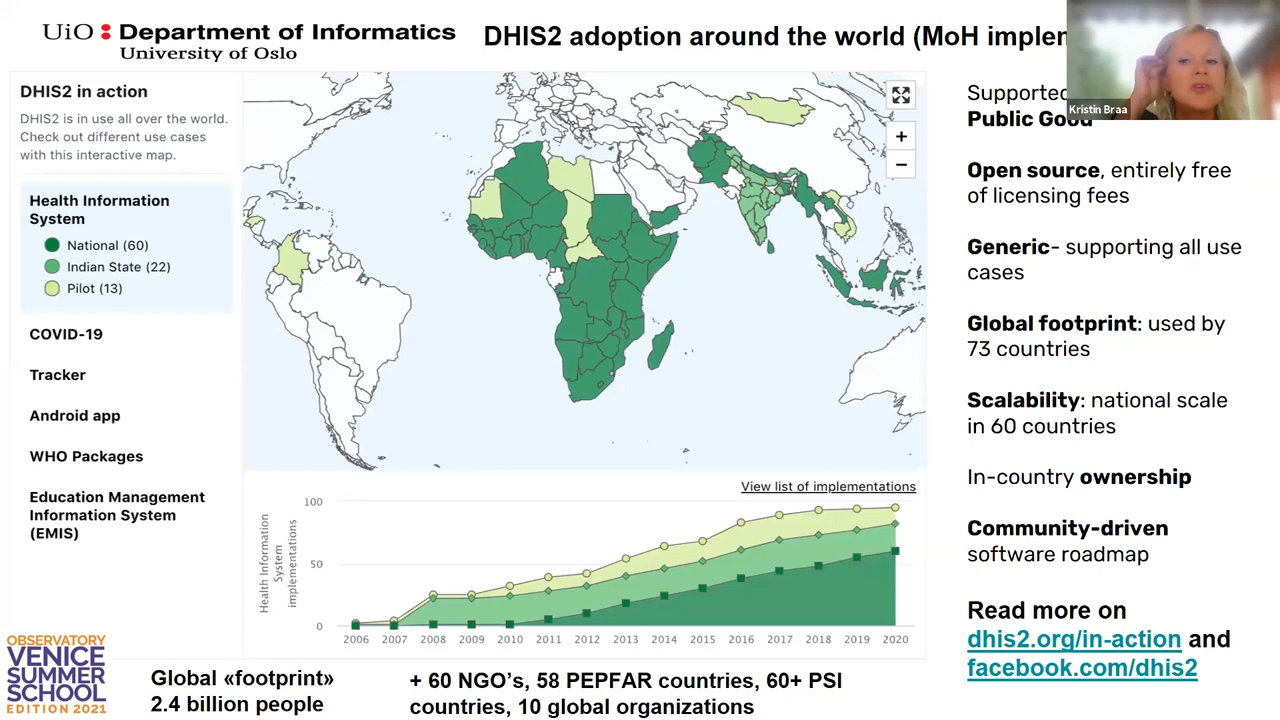 UiO Department of Informatics
University of Oslo
DHIS2 adoption around the world (MoH implen
Kristin Braa
DHIS2 in action
DHIS2 is in use all over the world.
Check out different use cases
with this interactive map.
Health Information
System
National (60)
Indian State (22)
Pilot (13)
COVID-19
Tracker
Android app
WHO Packages
Education Management
Information System
(EMIS)
+
−
View list of implementations
Health Information
System
implementations
100
50
0
2006 2007 2008 2009 2010 2011 2012 2013 2014 2015 2016 2017 2018 2019 2020
Supported
Public Good
Open source, entirely free
of licensing fees
Generic- supporting all use
cases
Global footprint: used by
73 countries
Scalability: national scale
in 60 countries
In-country ownership
Community-driven
software roadmap
Read more on
dhis2.org/in-action and
facebook.com/dhis2
OBSERVATORY
VENICE
SUMMER
SCHOOL
EDITION 2021
Global «footprint»
2.4 billion people
+ 60 NGO’s, 58 PEPFAR countries, 60+ PSI
countries, 10 global organizations